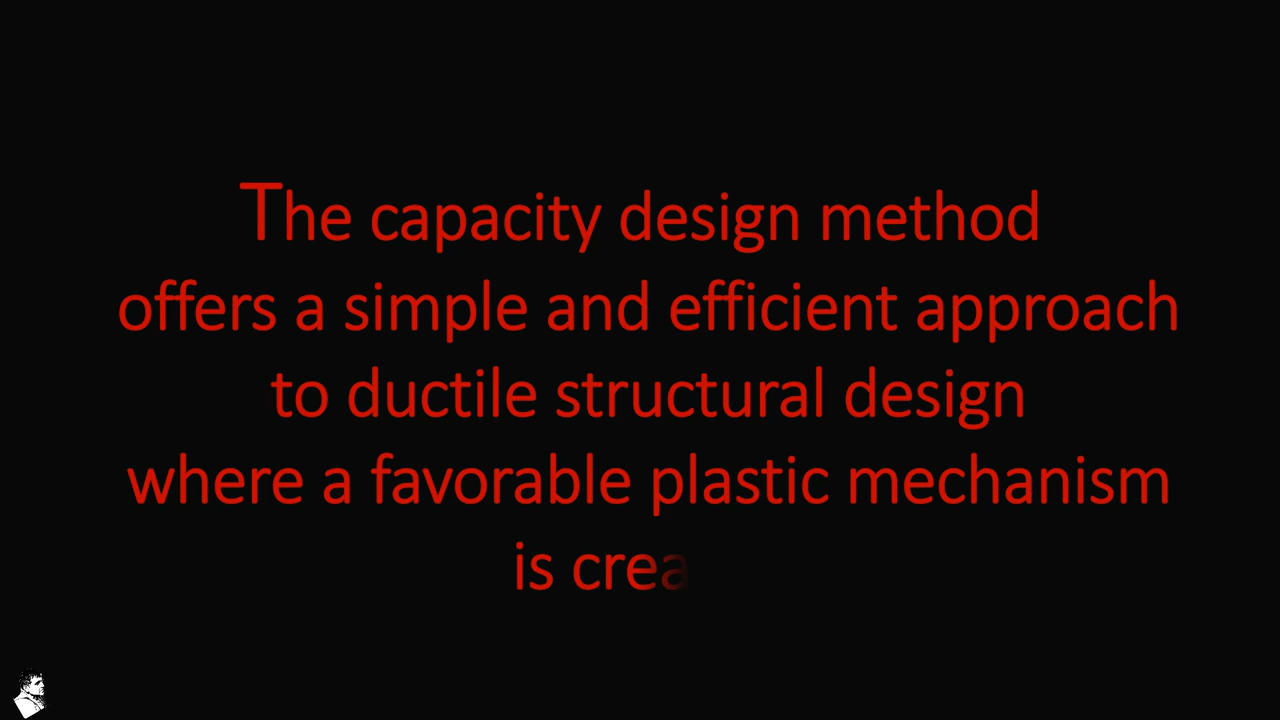 The capacity design method
offers a simple and efficient approach
to ductile structural design
where a favorable plastic mechanism
is crea